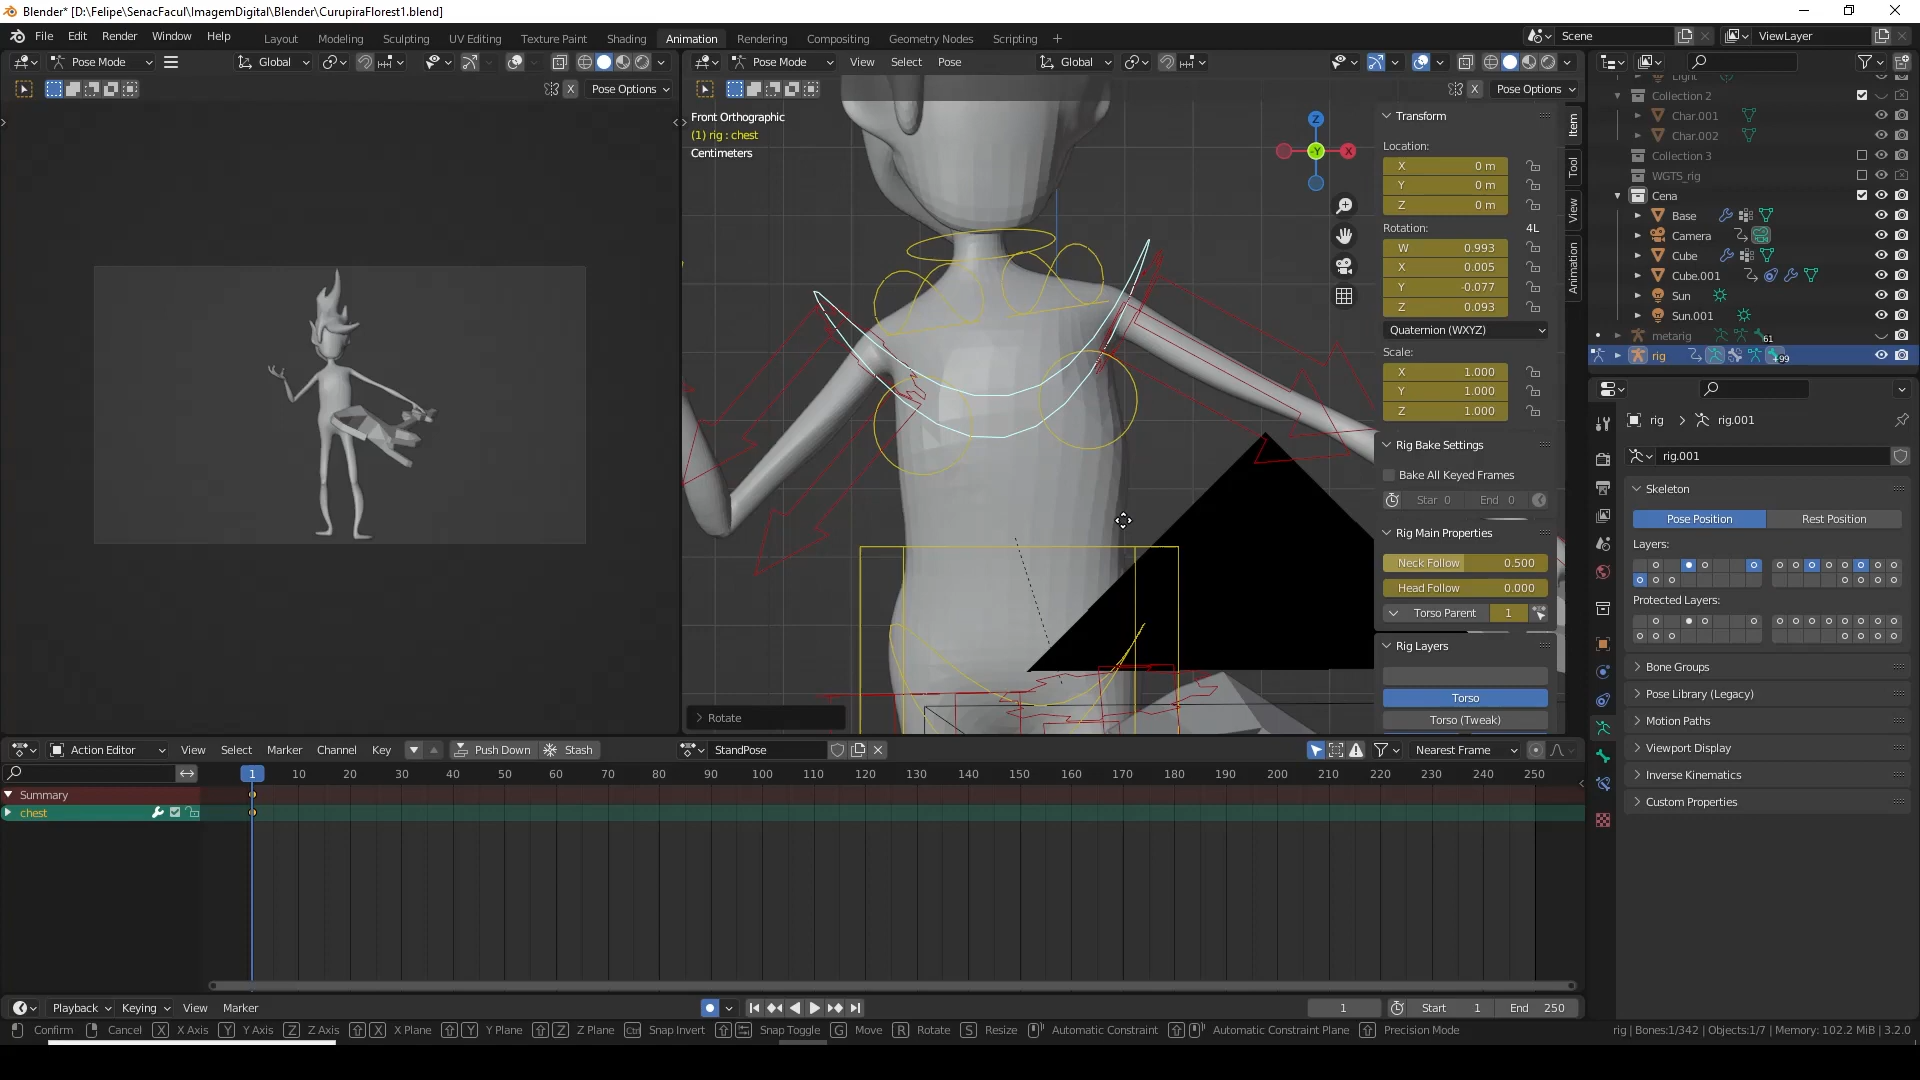 Blender* [D:\Felipe\SenacFacul\ImagemDigital\Blender\CurupiraFlorest1.blend]
File Edit Render Window Help Layout Modeling Sculpting UV Editing Texture Paint Shading Animation Rendering Compositing Geometry Nodes Scripting + Scene ViewLayer
Pose Mode Global Pose Mode View Select Pose Global
X Pose Options X Pose Options
Light
Collection 2
Char.001
Char.002
Collection 3
WGTS_rig
Cena
Base
Camera
Cube
Cube.001
Sun
Sun.001
metarig 61
rig 99
Front Orthographic
(1) rig : chest
Centimeters
Z
-Y
X
Transform
Location:
X 0 m
Y 0 m
Z 0 m
Rotation: 4L
W 0.993
X 0.005
Y -0.077
Z 0.093
Quaternion (WXYZ)
Scale:
X 1.000
Y 1.000
Z 1.000
Rig Bake Settings
Bake All Keyed Frames
Star 0 End 0
Rig Main Properties
Neck Follow 0.500
Head Follow 0.000
Torso Parent 1
Rig Layers
Torso
Torso (Tweak)
Item
Tool
View
Animation
Rotate
rig rig.001
rig.001
Skeleton
Pose Position Rest Position
Layers:
Protected Layers:
Bone Groups
Pose Library (Legacy)
Motion Paths
Viewport Display
Inverse Kinematics
Custom Properties
Action Editor View Select Marker Channel Key Push Down Stash StandPose Nearest Frame
1 10 20 30 40 50 60 70 80 90 100 110 120 130 140 150 160 170 180 190 200 210 220 230 240 250
Summary
chest
Playback Keying View Marker 1 Start 1 End 250
Confirm Cancel X X Axis Y Y Axis Z Z Axis X X Plane Y Y Plane Z Z Plane Ctrl Snap Invert Snap Toggle G Move R Rotate S Resize Automatic Constraint Automatic Constraint Plane Precision Mode rig | Bones:1/342 | Objects:1/7 | Memory: 102.2 MiB | 3.2.0